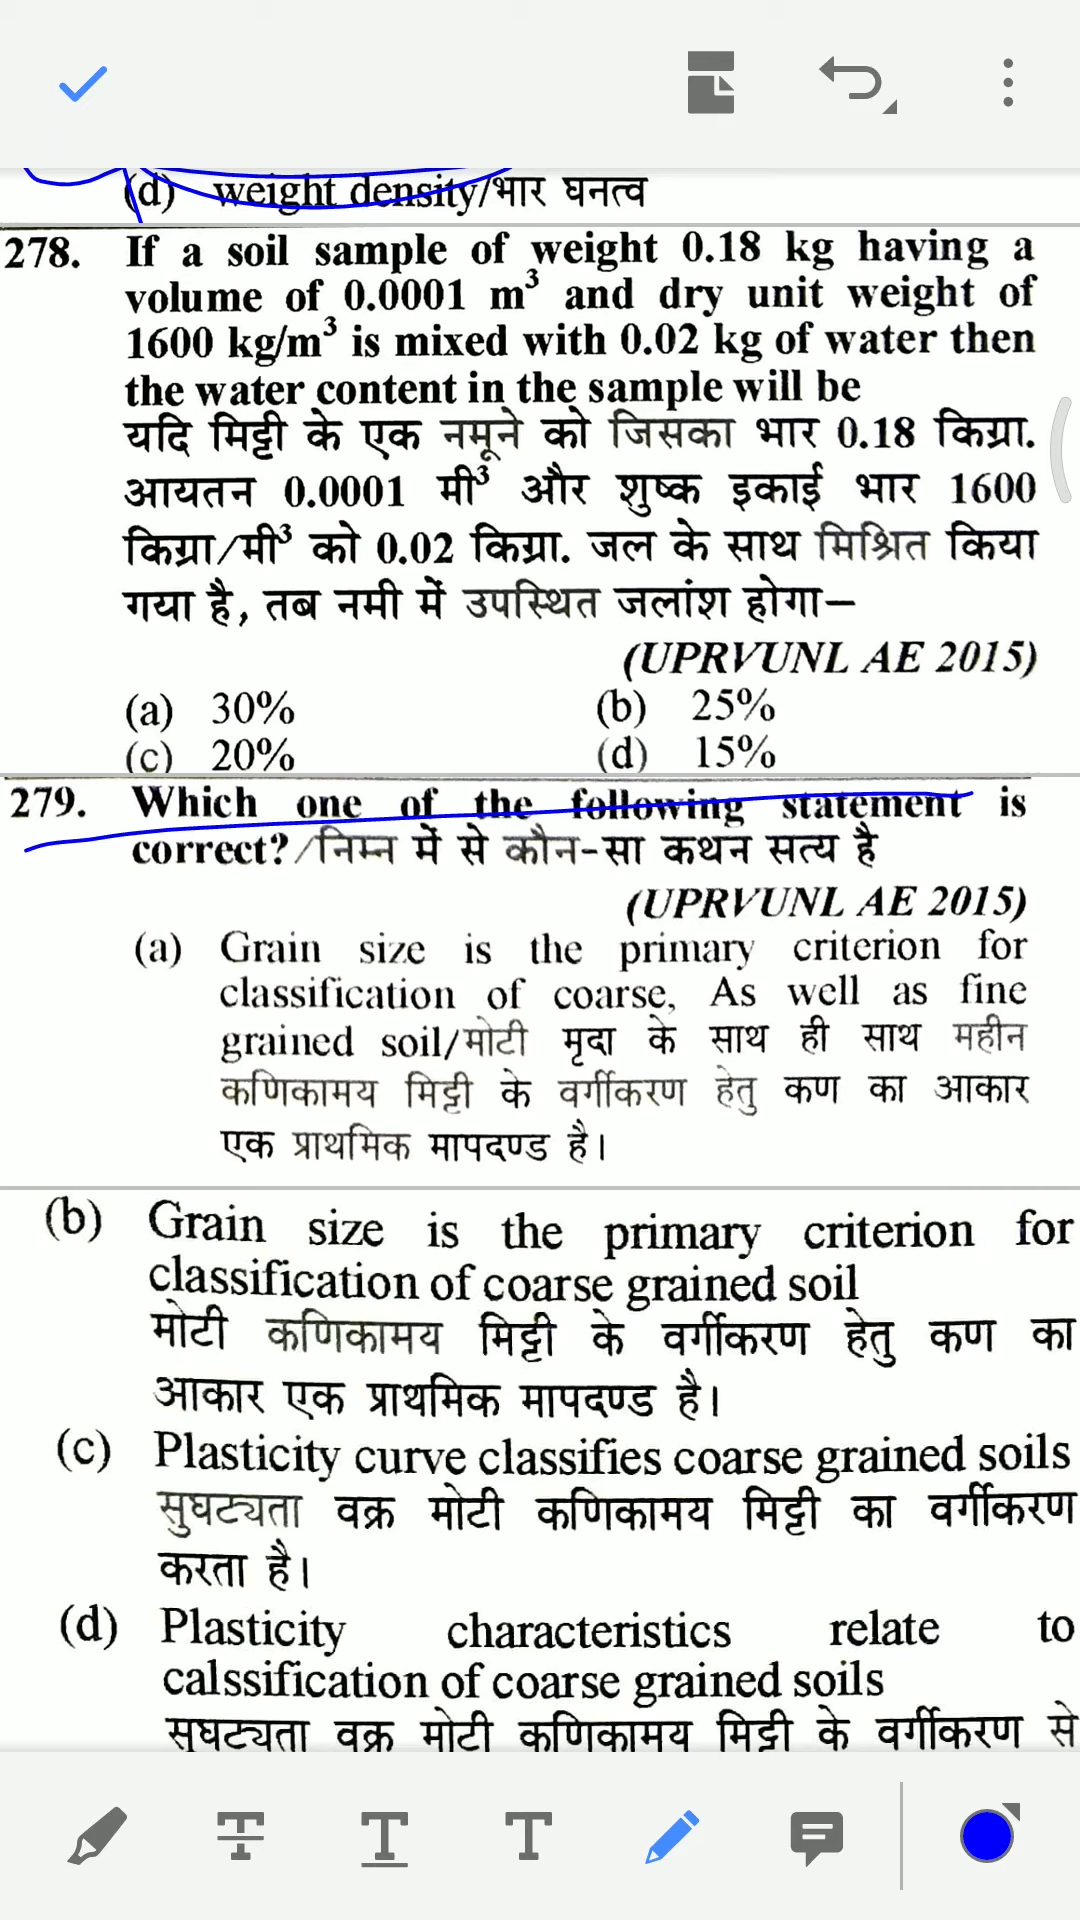 (d) weight density/भार घनत्व
278. If a soil sample of weight 0.18 kg having a
volume of 0.0001 m³ and dry unit weight of
1600 kg/m³ is mixed with 0.02 kg of water then
the water content in the sample will be
यदि मिट्टी के एक नमूने को जिसका भार 0.18 किग्रा.
आयतन 0.0001 मी³ और शुष्क इकाई भार 1600
किग्रा/मी³ को 0.02 किग्रा. जल के साथ मिश्रित किया
गया है, तब नमी में उपस्थित जलांश होगा–
(UPRVUNL AE 2015)
(a) 30% (b) 25%
(c) 20% (d) 15%
279. Which one of the following statement is
correct?/निम्न में से कौन-सा कथन सत्य है
(UPRVUNL AE 2015)
(a) Grain size is the primary criterion for
classification of coarse, As well as fine
grained soil/मोटी मृदा के साथ ही साथ महीन
कणिकामय मिट्टी के वर्गीकरण हेतु कण का आकार
एक प्राथमिक मापदण्ड है।
(b) Grain size is the primary criterion for
classification of coarse grained soil
मोटी कणिकामय मिट्टी के वर्गीकरण हेतु कण का
आकार एक प्राथमिक मापदण्ड है।
(c) Plasticity curve classifies coarse grained soils
सुघट्यता वक्र मोटी कणिकामय मिट्टी का वर्गीकरण
करता है।
(d) Plasticity characteristics relate to
calssification of coarse grained soils
सुघट्यता वक्र मोटी कणिकामय मिट्टी के वर्गीकरण से